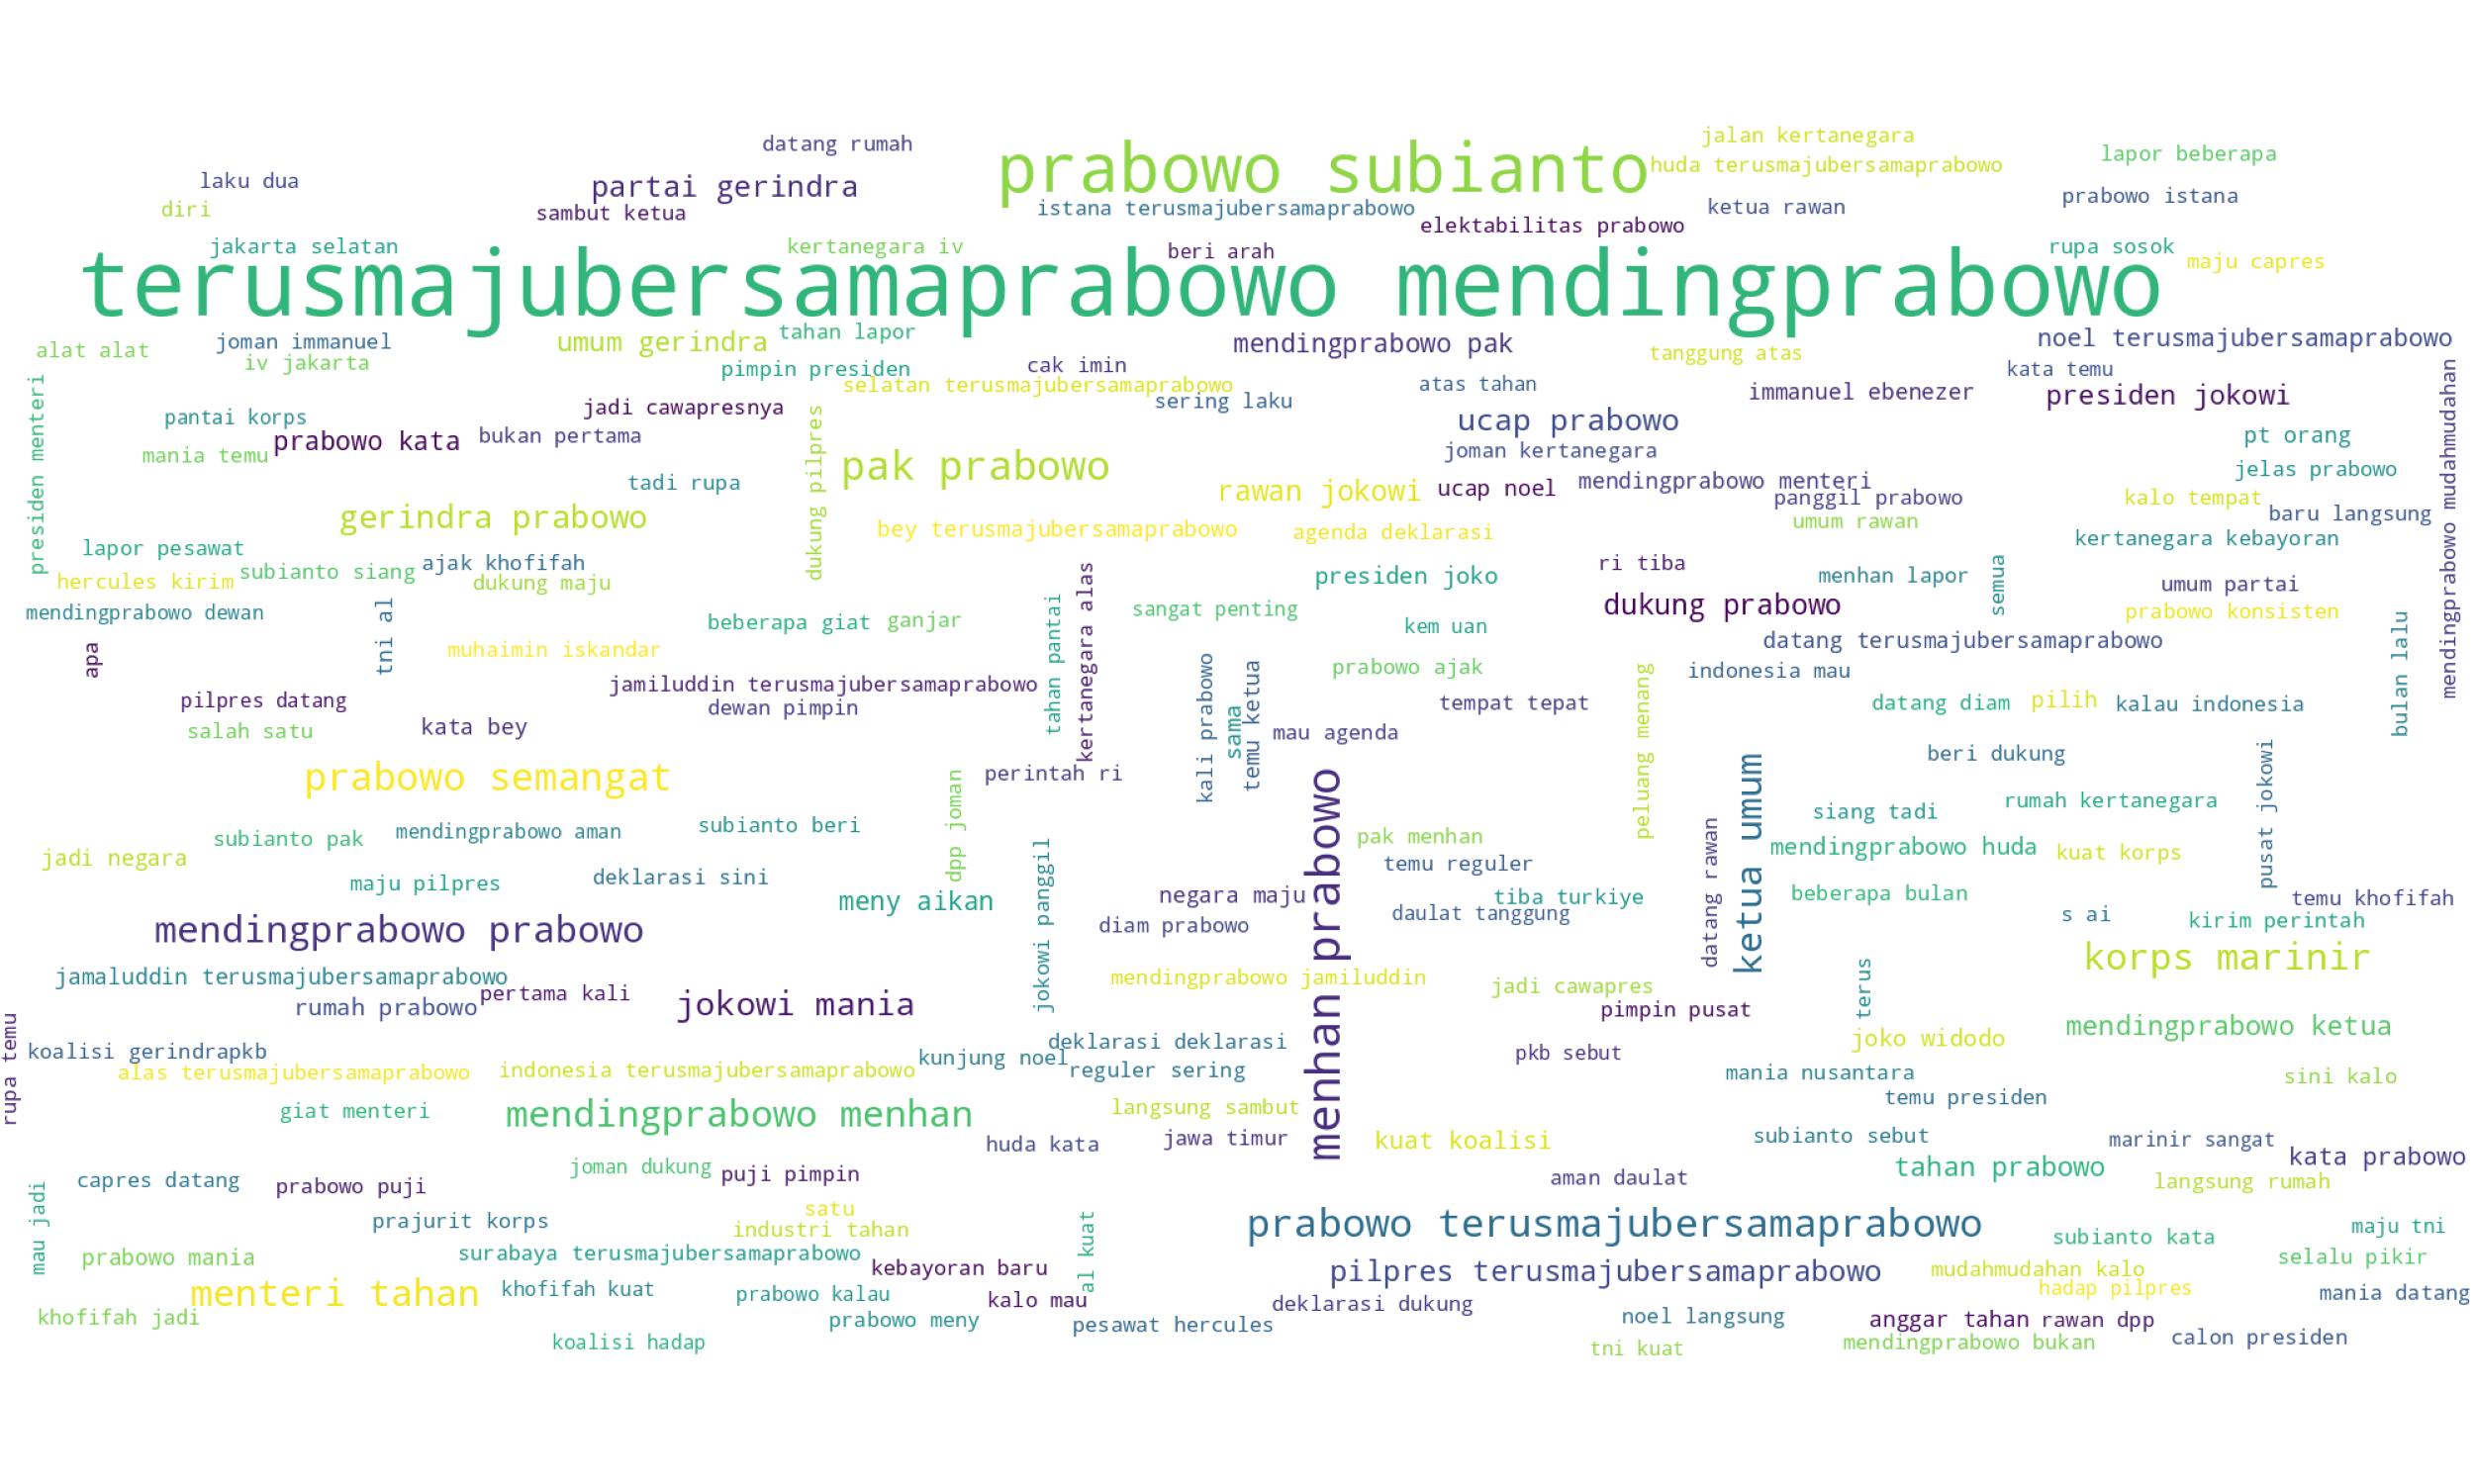 datang rumah
prabowo subianto
jalan kertanegara
lapor beberapa
huda terusmajubersamaprabowo
laku dua
partai gerindra
prabowo istana
diri
sambut ketua
istana terusmajubersamaprabowo
ketua rawan
elektabilitas prabowo
jakarta selatan
kertanegara iv
beri arah
rupa sosok
maju capres
terusmajubersamaprabowo mendingprabowo
alat alat
joman immanuel
umum gerindra
tahan lapor
mendingprabowo pak
noel terusmajubersamaprabowo
iv jakarta
pimpin presiden
cak imin
tanggung atas
kata temu
presiden menteri
selatan terusmajubersamaprabowo
atas tahan
immanuel ebenezer
presiden jokowi
mendingprabowo mudahmudahan
pantai korps
jadi cawapresnya
dukung pilpres
sering laku
ucap prabowo
prabowo kata
bukan pertama
joman kertanegara
pt orang
mania temu
pak prabowo
jelas prabowo
tadi rupa
rawan jokowi
ucap noel
mendingprabowo menteri
panggil prabowo
kalo tempat
gerindra prabowo
bey terusmajubersamaprabowo
agenda deklarasi
umum rawan
baru langsung
lapor pesawat
kertanegara kebayoran
subianto siang
ajak khofifah
ri tiba
hercules kirim
dukung maju
presiden joko
menhan lapor
semua
umum partai
mendingprabowo dewan
tni al
kertanegara alas
tahan pantai
sangat penting
dukung prabowo
prabowo konsisten
beberapa giat
ganjar
kem uan
datang terusmajubersamaprabowo
bulan lalu
apa
muhaimin iskandar
kali prabowo
temu ketua
sama
prabowo ajak
peluang menang
indonesia mau
jamiluddin terusmajubersamaprabowo
pilpres datang
dewan pimpin
tempat tepat
datang diam
pilih
kalau indonesia
salah satu
kata bey
mau agenda
beri dukung
pusat jokowi
prabowo semangat
dpp joman
perintah ri
menhan prabowo
ketua umum
rumah kertanegara
siang tadi
subianto pak
mendingprabowo aman
subianto beri
jokowi panggil
pak menhan
datang rawan
mendingprabowo huda
kuat korps
jadi negara
maju pilpres
deklarasi sini
temu reguler
meny aikan
negara maju
tiba turkiye
beberapa bulan
temu khofifah
mendingprabowo prabowo
diam prabowo
daulat tanggung
s ai
kirim perintah
korps marinir
jamaluddin terusmajubersamaprabowo
mendingprabowo jamiluddin
jadi cawapres
terus
rumah prabowo
pertama kali
jokowi mania
pimpin pusat
rupa temu
koalisi gerindrapkb
deklarasi deklarasi
pkb sebut
joko widodo
mendingprabowo ketua
alas terusmajubersamaprabowo
indonesia terusmajubersamaprabowo
kunjung noel
reguler sering
mania nusantara
sini kalo
giat menteri
mendingprabowo menhan
langsung sambut
temu presiden
huda kata
jawa timur
kuat koalisi
subianto sebut
marinir sangat
kata prabowo
mau jadi
capres datang
prabowo puji
joman dukung
puji pimpin
aman daulat
tahan prabowo
langsung rumah
prajurit korps
satu
industri tahan
al kuat
prabowo terusmajubersamaprabowo
subianto kata
maju tni
prabowo mania
surabaya terusmajubersamaprabowo
kebayoran baru
pilpres terusmajubersamaprabowo
mudahmudahan kalo
selalu pikir
menteri tahan
khofifah kuat
prabowo kalau
kalo mau
deklarasi dukung
hadap pilpres
mania datang
khofifah jadi
prabowo meny
pesawat hercules
noel langsung
anggar tahan
rawan dpp
koalisi hadap
tni kuat
mendingprabowo bukan
calon presiden